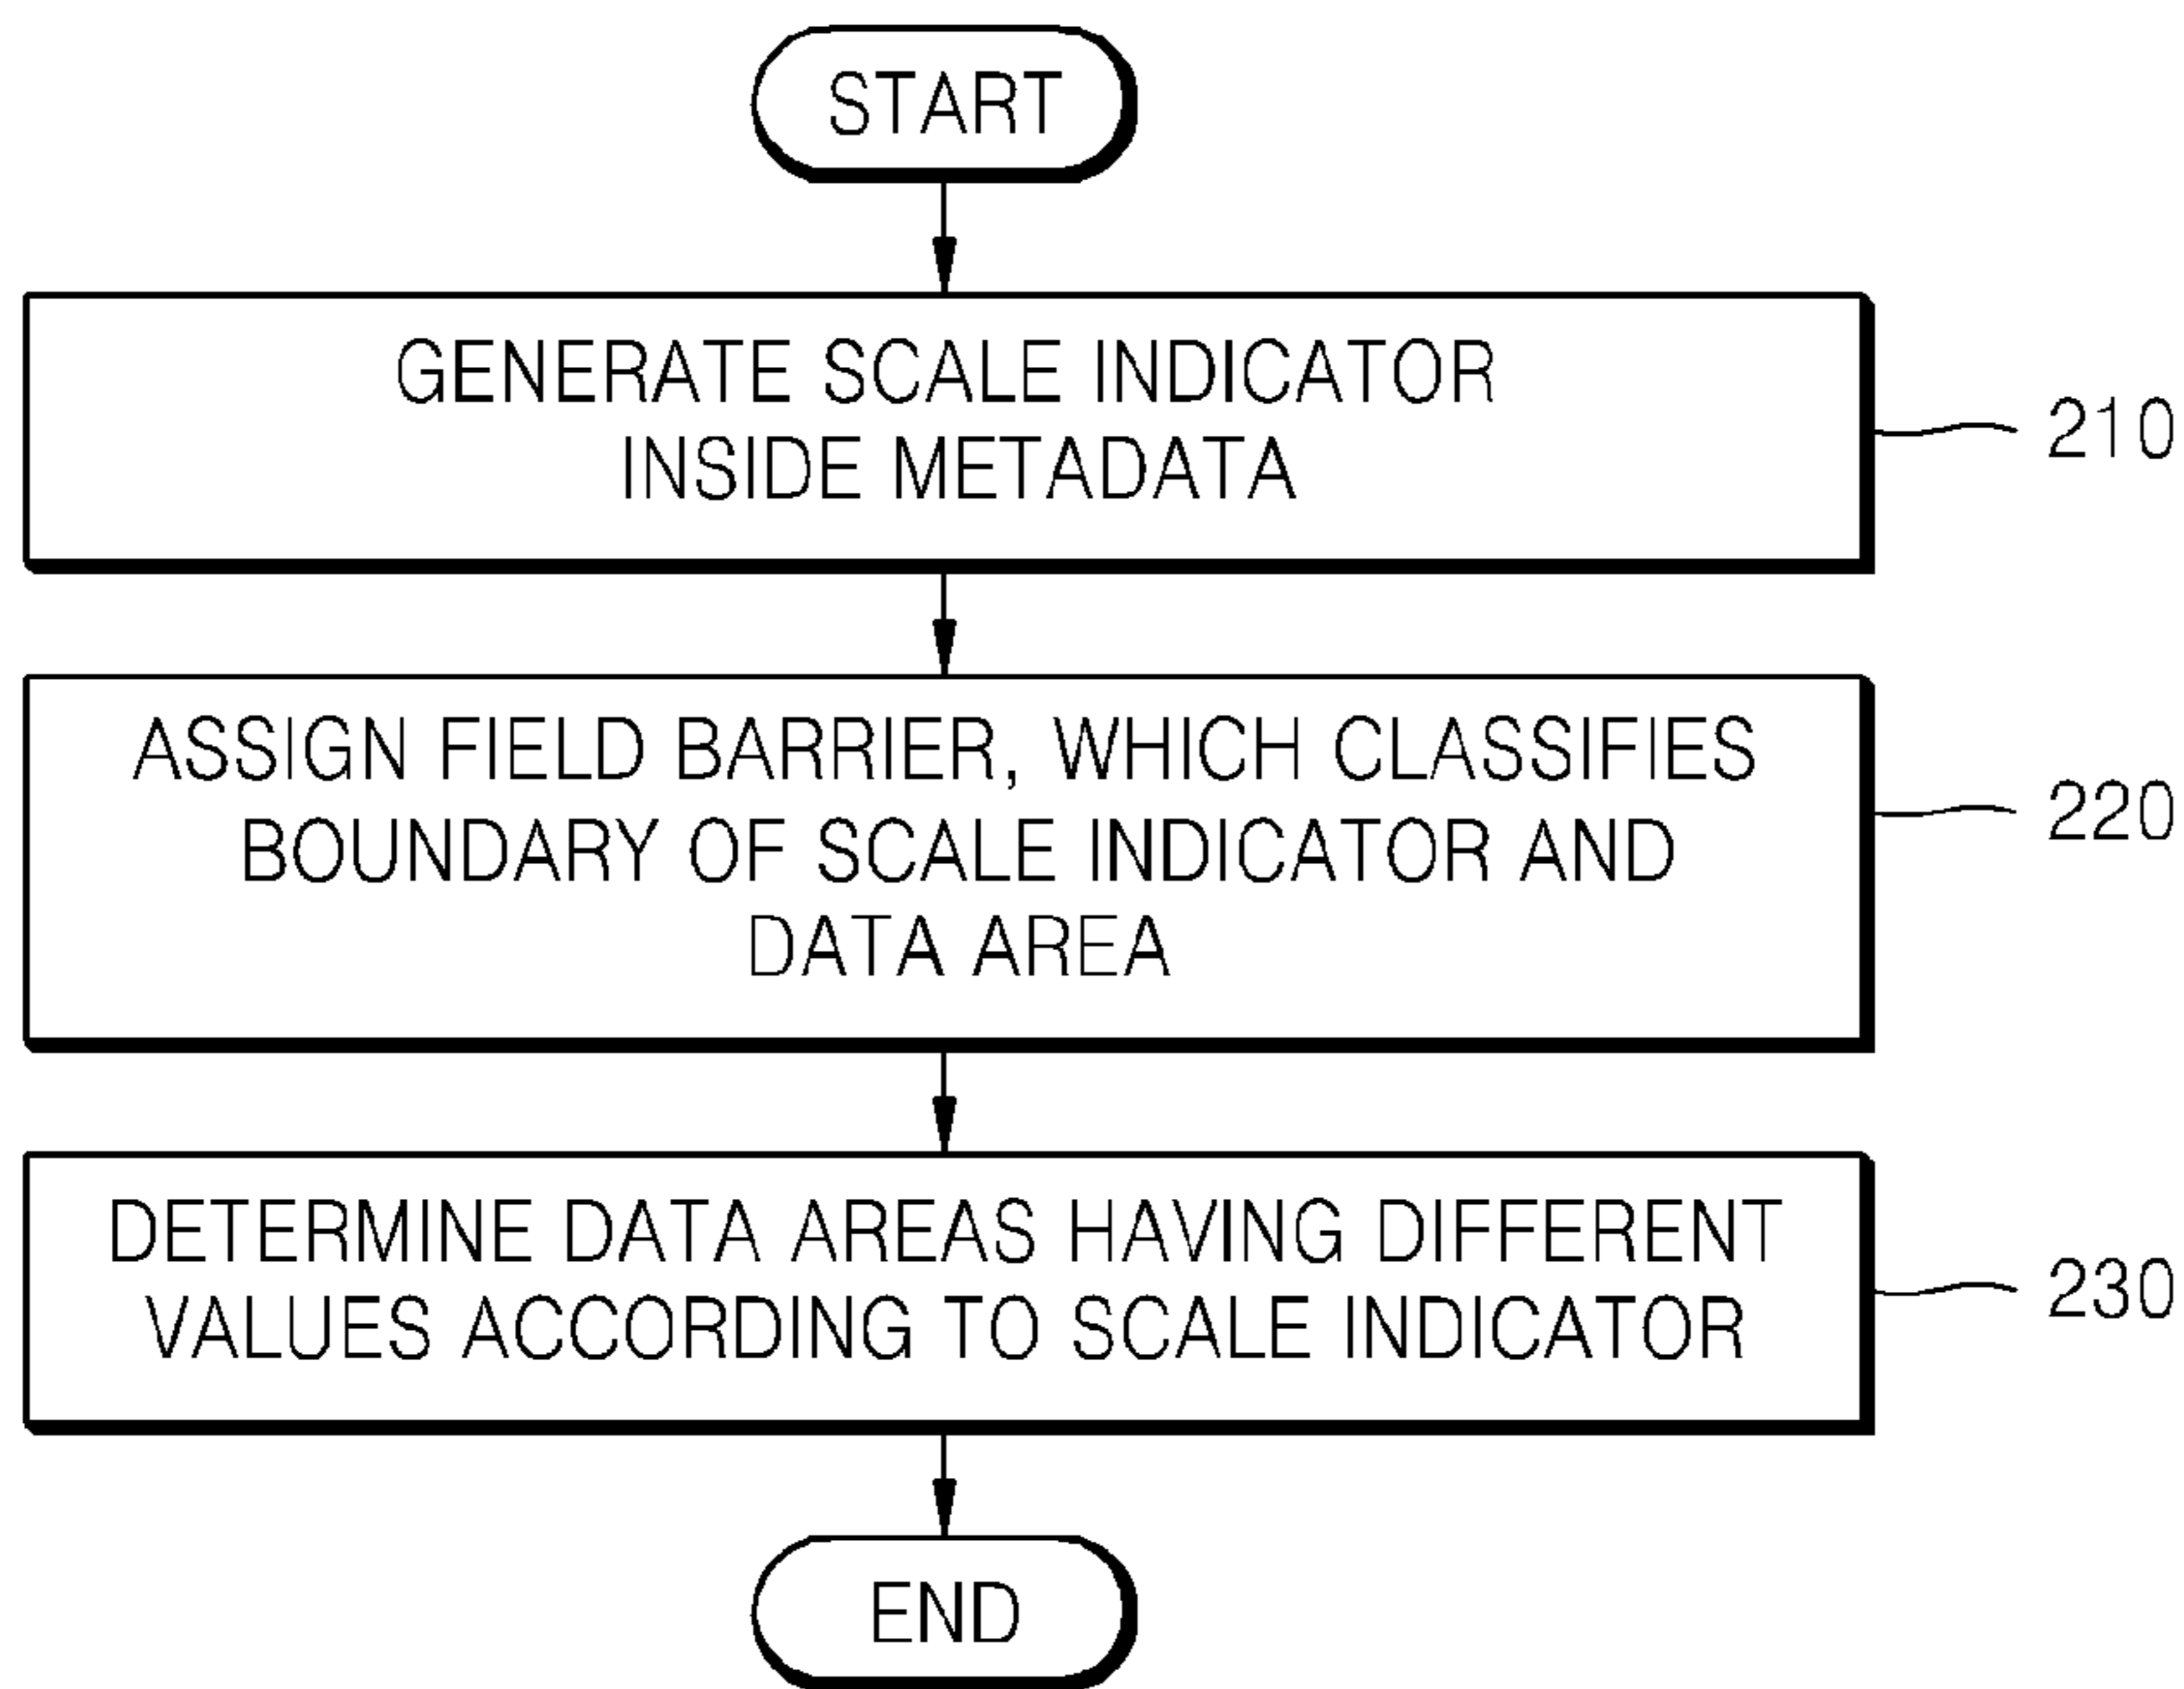 START
GENERATE SCALE INDICATOR
INSIDE METADATA
210
ASSIGN FIELD BARRIER, WHICH CLASSIFIES
BOUNDARY OF SCALE INDICATOR AND
DATA AREA
220
DETERMINE DATA AREAS HAVING DIFFERENT
VALUES ACCORDING TO SCALE INDICATOR
230
END